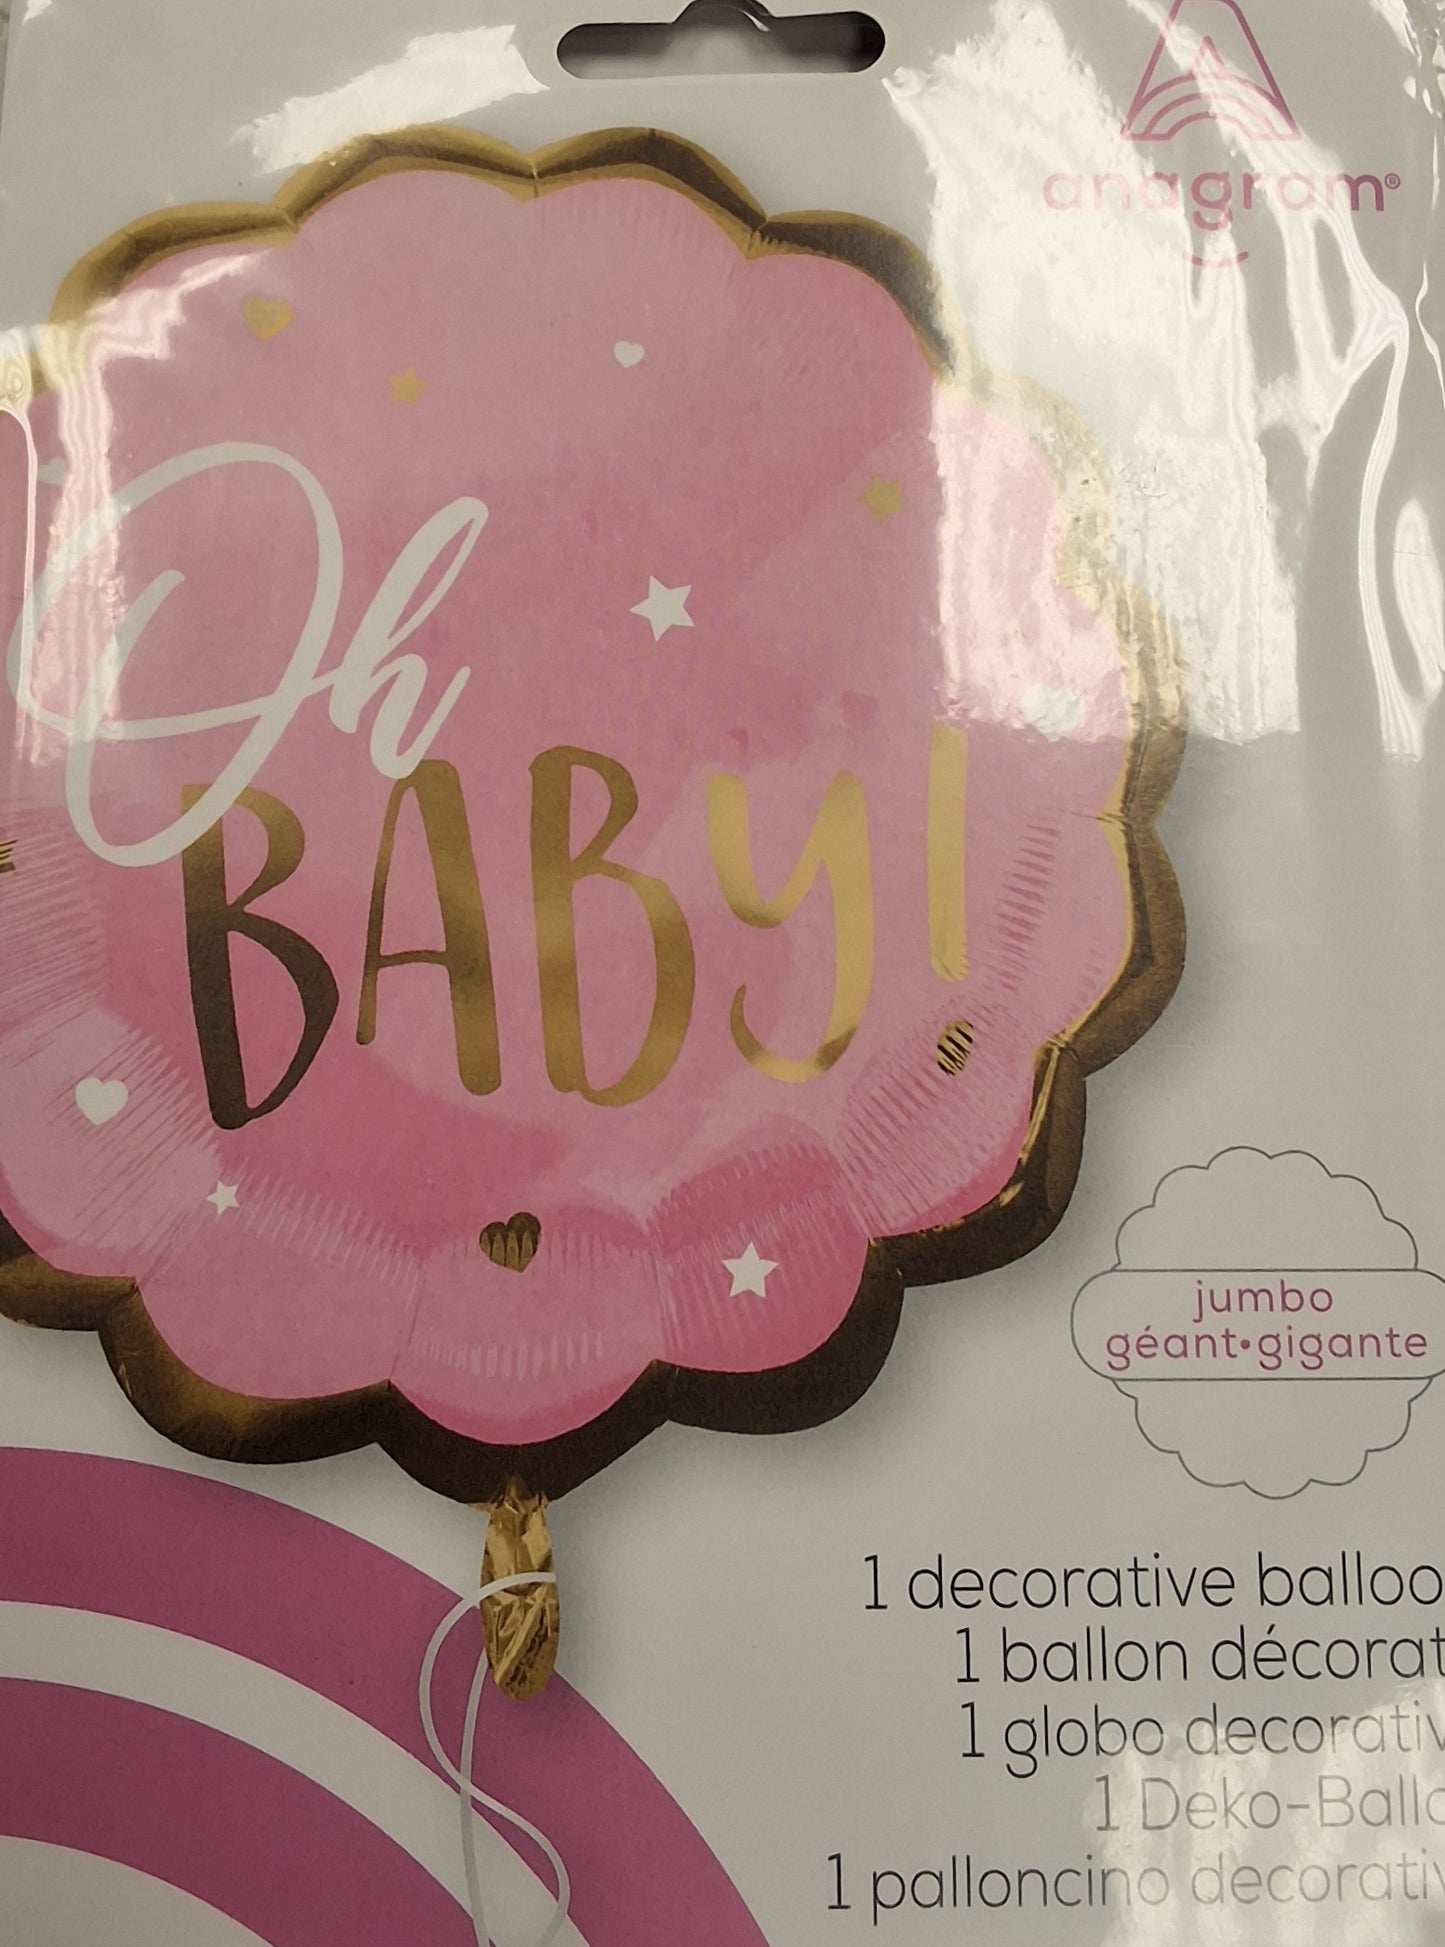 anagram®
Oh
BABY!
jumbo
géant•gigante
1 decorative balloo
1 ballon décorat
1 globo decorativ
1 Deko-Ballo
1 palloncino decorativ